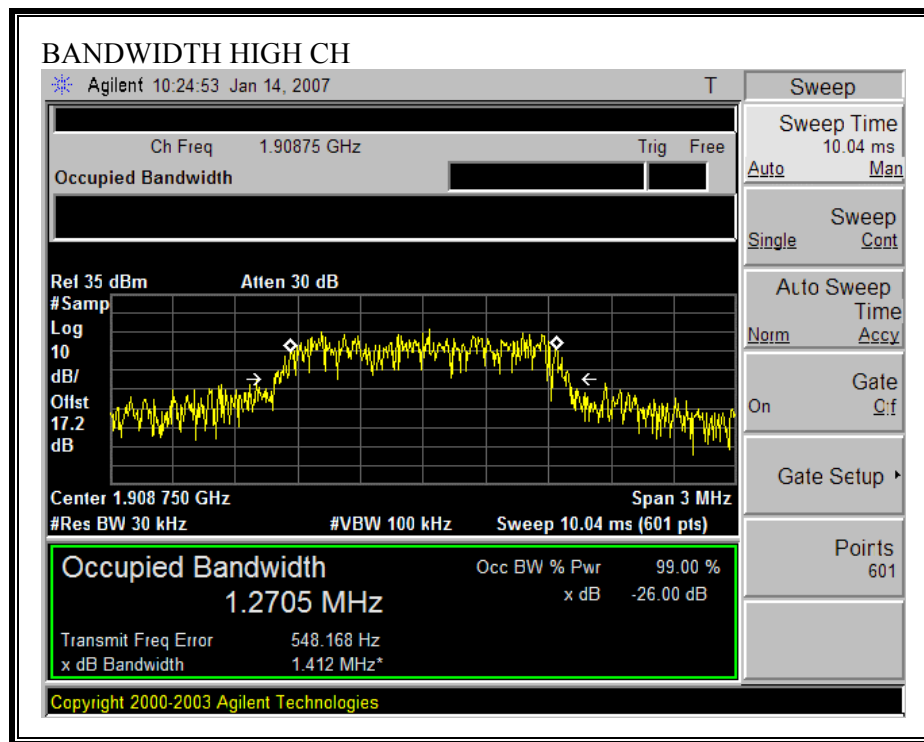 BANDWIDTH HIGH CH
Agilent 10:24:53 Jan 14, 2007 T
Ch Freq 1.90875 GHz Trig Free
Occupied Bandwidth
Ref 35 dBm Atten 30 dB
#Samp
Log
10
dB/
Offst
17.2
dB
Center 1.908 750 GHz Span 3 MHz
#Res BW 30 kHz #VBW 100 kHz Sweep 10.04 ms (601 pts)
Occupied Bandwidth
1.2705 MHz
Occ BW % Pwr 99.00 %
x dB -26.00 dB
Transmit Freq Error 548.168 Hz
x dB Bandwidth 1.412 MHz*
Copyright 2000-2003 Agilent Technologies
Sweep
Sweep Time
10.04 ms
Auto Man
Sweep
Single Cont
Auto Sweep
Time
Norm Accy
Gate
On Off
Gate Setup
Points
601